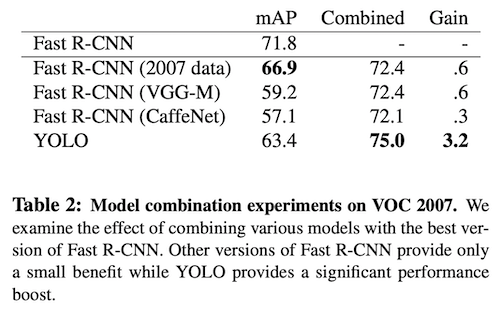 mAP Combined Gain
Fast R-CNN 71.8 - -
Fast R-CNN (2007 data) 66.9 72.4 .6
Fast R-CNN (VGG-M) 59.2 72.4 .6
Fast R-CNN (CaffeNet) 57.1 72.1 .3
YOLO 63.4 75.0 3.2
Table 2: Model combination experiments on VOC 2007. We
examine the effect of combining various models with the best ver-
sion of Fast R-CNN. Other versions of Fast R-CNN provide only
a small benefit while YOLO provides a significant performance
boost.